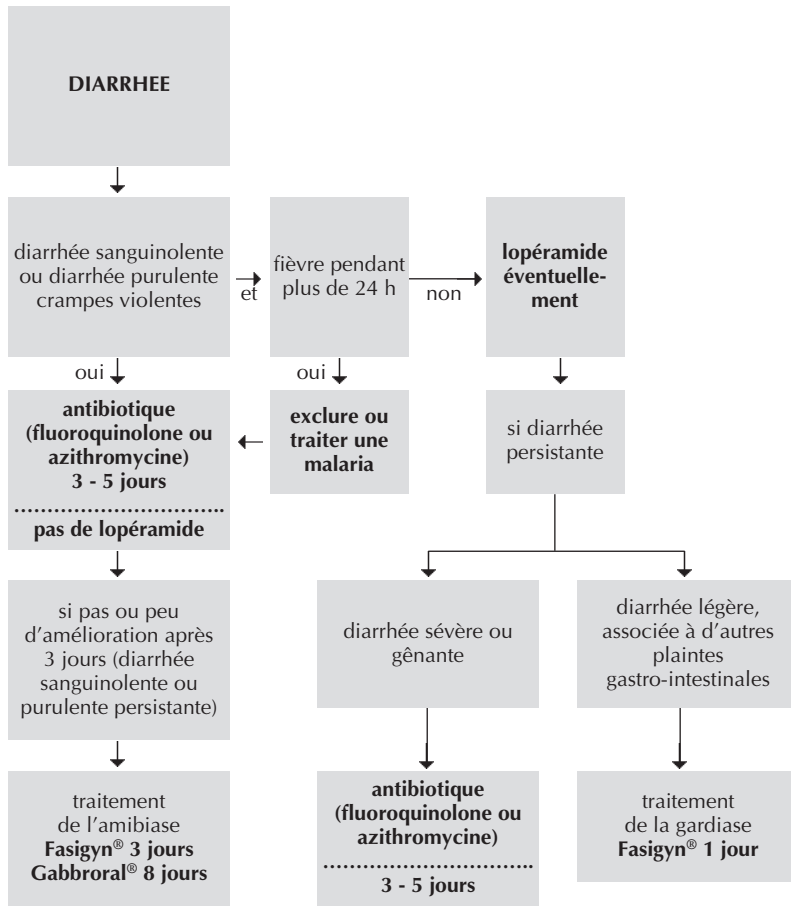 DIARRHEE
diarrhée sanguinolente
ou diarrhée purulente
crampes violentes
et
fièvre pendant
plus de 24 h
non
lopéramide
éventuelle-
ment
oui
oui
antibiotique
(fluoroquinolone ou
azithromycine)
3 - 5 jours
pas de lopéramide
exclure ou
traiter une
malaria
si diarrhée
persistante
si pas ou peu
d'amélioration après
3 jours (diarrhée
sanguinolente ou
purulente persistante)
diarrhée sévère ou
gênante
diarrhée légère,
associée à d'autres
plaintes
gastro-intestinales
traitement
de l'amibiase
Fasigyn® 3 jours
Gabbroral® 8 jours
antibiotique
(fluoroquinolone ou
azithromycine)
3 - 5 jours
traitement
de la gardiase
Fasigyn® 1 jour